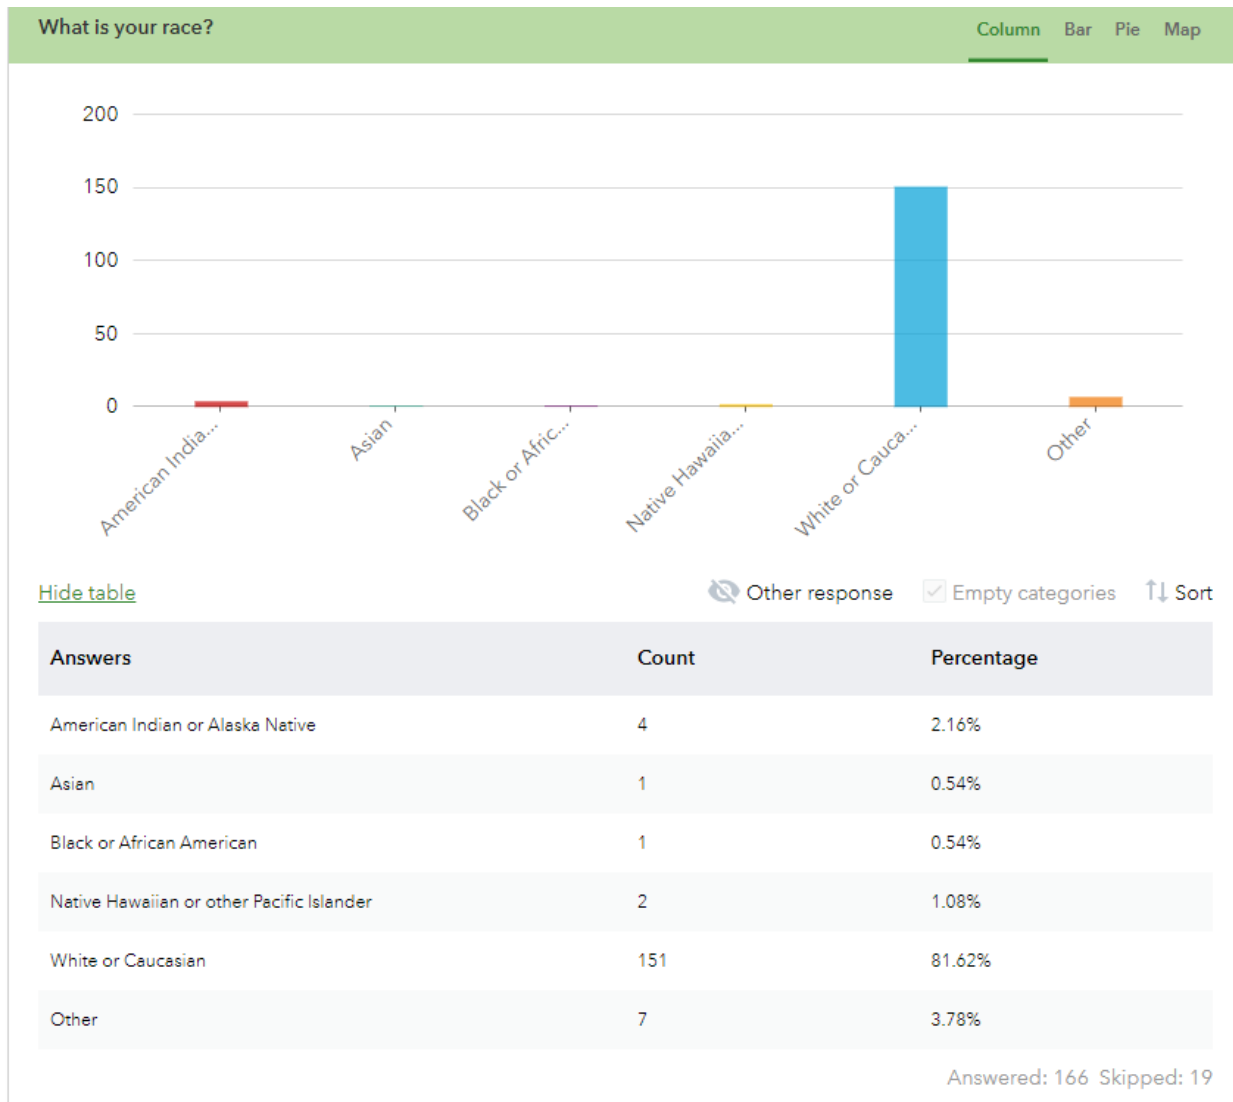 What is your race?
Column Bar Pie Map
200
150
100
50
0
American India...
Asian
Black or Afric...
Native Hawaiia...
White or Cauca...
Other
Hide table
Other response Empty categories Sort
Answers Count Percentage
American Indian or Alaska Native 4 2.16%
Asian 1 0.54%
Black or African American 1 0.54%
Native Hawaiian or other Pacific Islander 2 1.08%
White or Caucasian 151 81.62%
Other 7 3.78%
Answered: 166 Skipped: 19